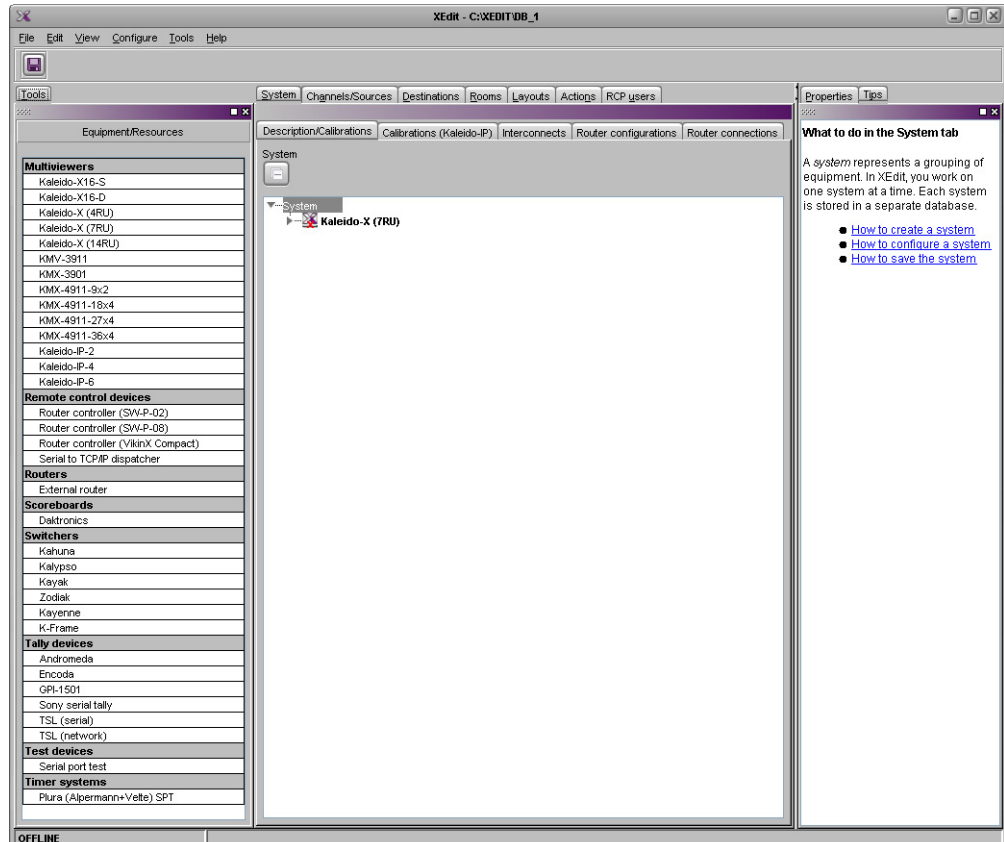 XEdit - C:\XEDIT\DB_1
File Edit View Configure Tools Help
Tools
Equipment/Resources
Multiviewers
Kaleido-X16-S
Kaleido-X16-D
Kaleido-X (4RU)
Kaleido-X (7RU)
Kaleido-X (14RU)
KMV-3911
KMX-3901
KMX-4911-9x2
KMX-4911-18x4
KMX-4911-27x4
KMX-4911-36x4
Kaleido-IP-2
Kaleido-IP-4
Kaleido-IP-6
Remote control devices
Router controller (SW-P-02)
Router controller (SW-P-08)
Router controller (VikinX Compact)
Serial to TCP/IP dispatcher
Routers
External router
Scoreboards
Daktronics
Switchers
Kahuna
Kalypso
Kayak
Zodiak
Kayenne
K-Frame
Tally devices
Andromeda
Encoda
GPI-1501
Sony serial tally
TSL (serial)
TSL (network)
Test devices
Serial port test
Timer systems
Plura (Alpermann+Velte) SPT
System Channels/Sources Destinations Rooms Layouts Actions RCP users
Description/Calibrations Calibrations (Kaleido-IP) Interconnects Router configurations Router connections
System
System
Kaleido-X (7RU)
Properties Tips
What to do in the System tab
A system represents a grouping of
equipment. In XEdit, you work on
one system at a time. Each system
is stored in a separate database.
How to create a system
How to configure a system
How to save the system
OFFLINE